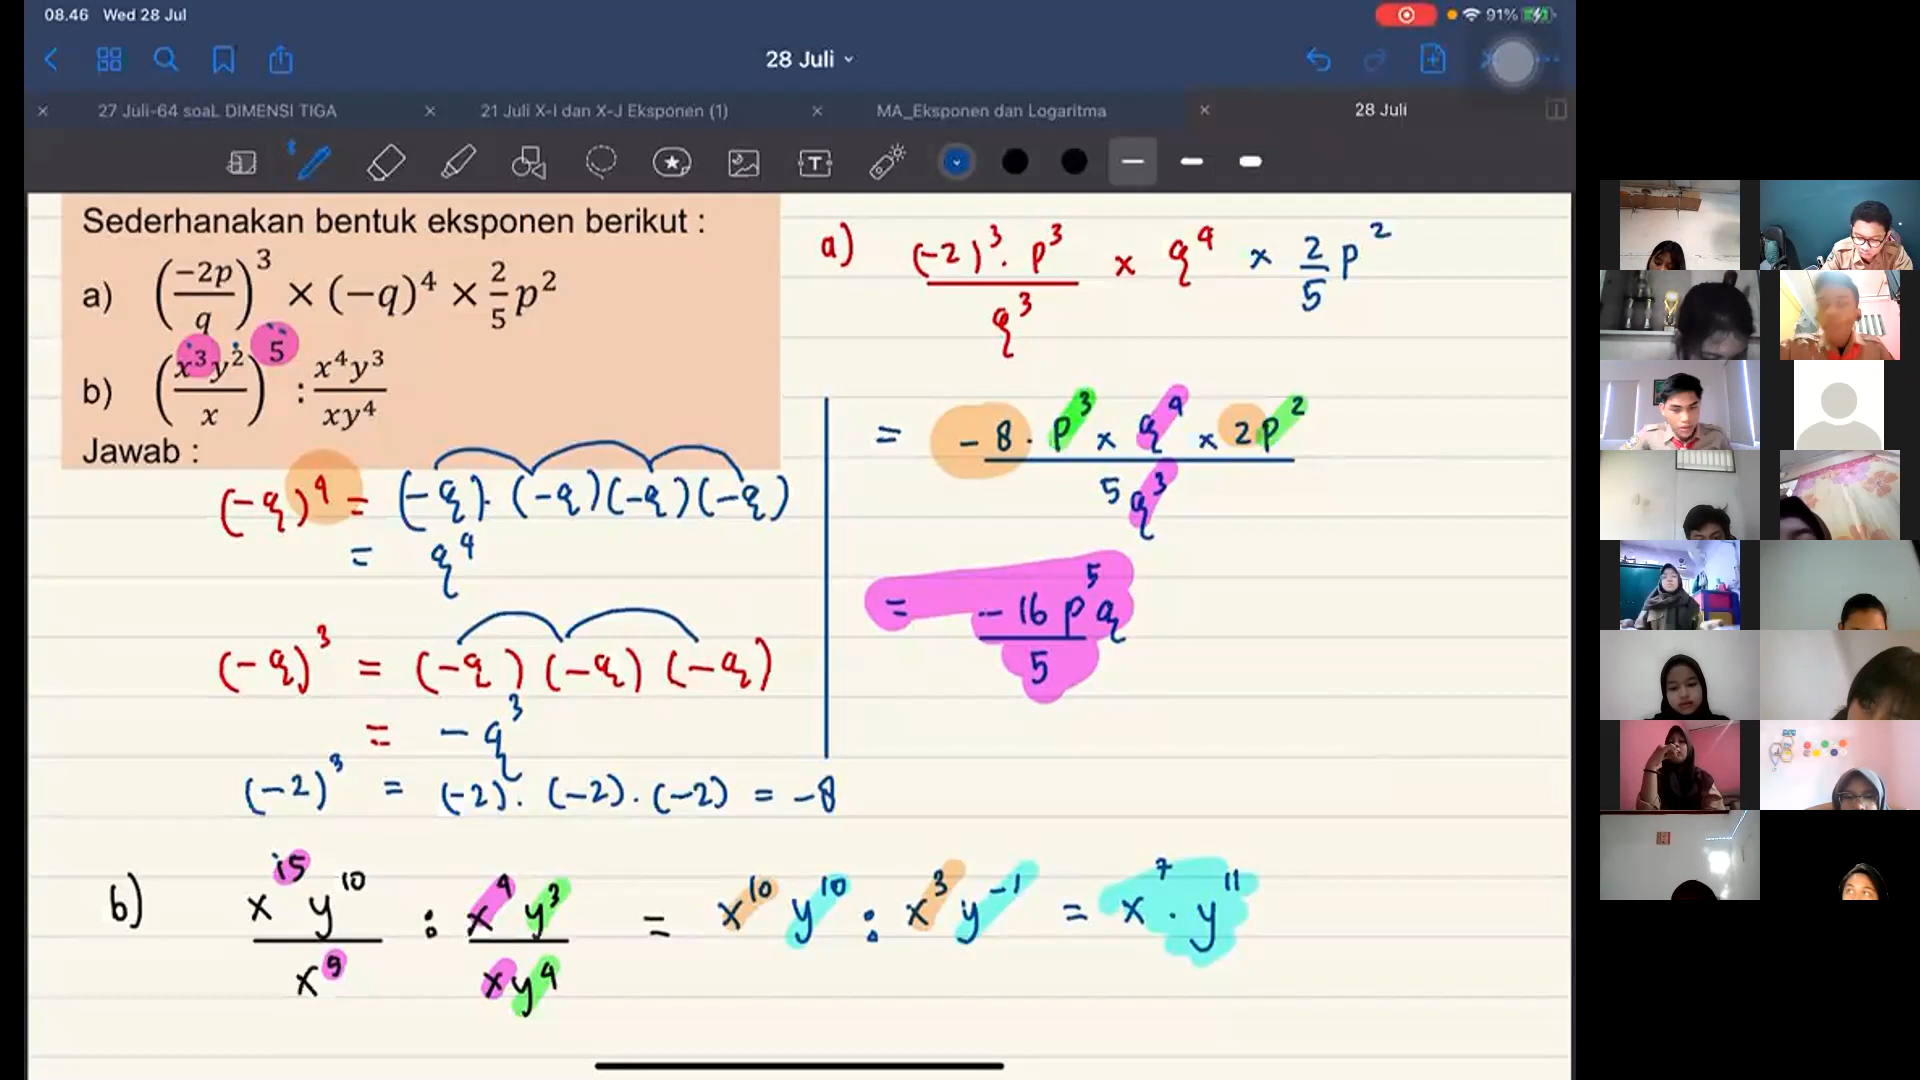 08.46 Wed 28 Jul
91%
28 Juli
27 Juli-64 soaL DIMENSI TIGA
21 Juli X-I dan X-J Eksponen (1)
MA_Eksponen dan Logaritma
28 Juli
Sederhanakan bentuk eksponen berikut :
a) (−2p/q)³ × (−q)⁴ × 2/5 p²
b) (x³y²/x)⁵ : x⁴y³/xy⁴
Jawab :
(−q)⁴ = (−q). (−q)(−q)(−q)
= q⁴
(−q)³ = (−q) (−q) (−q)
= −q³
(−2)³ = (−2). (−2). (−2) = −8
a) (−2)³. p³/q³ × q⁴ × 2/5 p²
= −8. p³ × q⁴ × 2p² / 5q³
= −16 p⁵ q / 5
b) x¹⁵ y¹⁰/x⁵ : x⁴ y³/xy⁴ = x¹⁰ y¹⁰ : x³ y⁻¹ = x⁷ . y¹¹